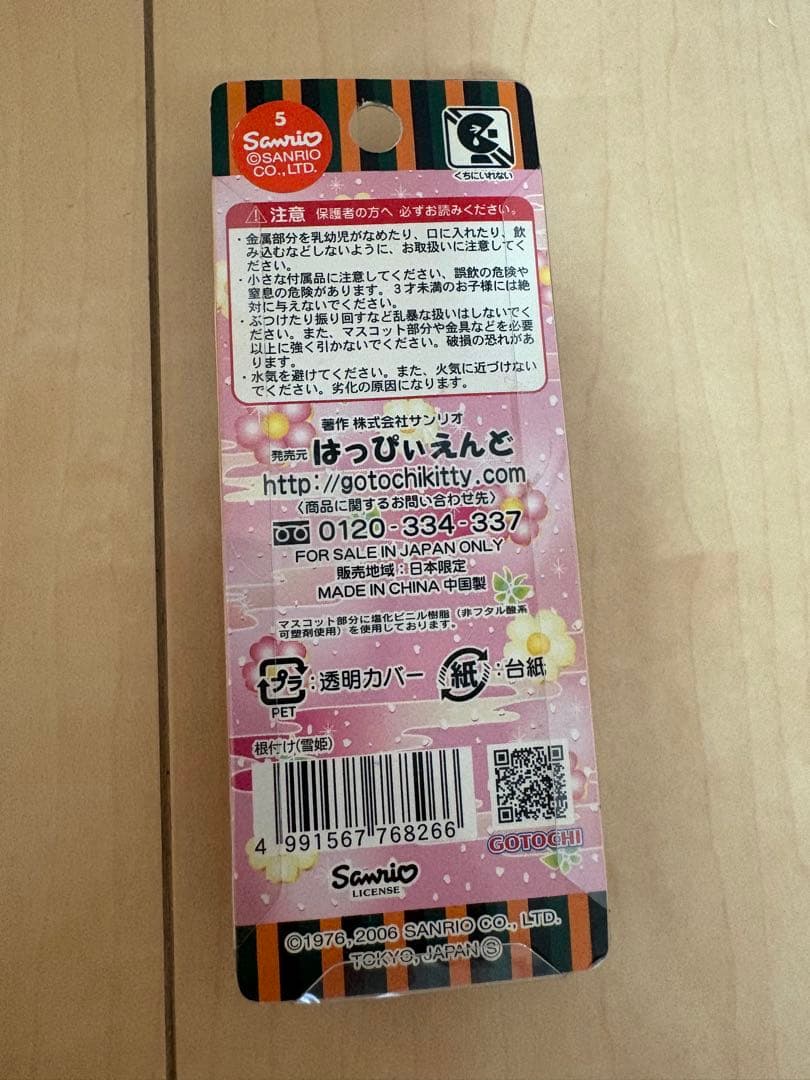 5
Sanrio
©SANRIO
CO., LTD.
くちにいれない
注意 保護者の方へ 必ずお読みください。
・金属部分を乳幼児がなめたり、口に入れたり、飲
み込むなどしないように、お取扱いに注意してく
ださい。
・小さな付属品に注意してください、誤飲の危険や
窒息の危険があります。3才未満のお子様には絶
対に与えないでください。
・ぶつけたり振り回すなど乱暴な扱いはしないでく
ださい。また、マスコット部分や金具などを必要
以上に強く引かないでください。破損の恐れがあ
ります。
・水気を避けてください。また、火気に近づけない
でください。劣化の原因になります。
著作 株式会社サンリオ
発売元 はっぴぃえんど
http://gotochikitty.com
〈商品に関するお問い合わせ先〉
0120-334-337
FOR SALE IN JAPAN ONLY
販売地域：日本限定
MADE IN CHINA 中国製
マスコット部分に塩化ビニル樹脂（非フタル酸系
可塑剤使用）を使用しております。
プラ：透明カバー 紙：台紙
PET
根付け(雪姫)
4 991567 768266
GOTOCHI
Sanrio
LICENSE
©1976, 2006 SANRIO CO., LTD.
TOKYO, JAPAN Ⓢ